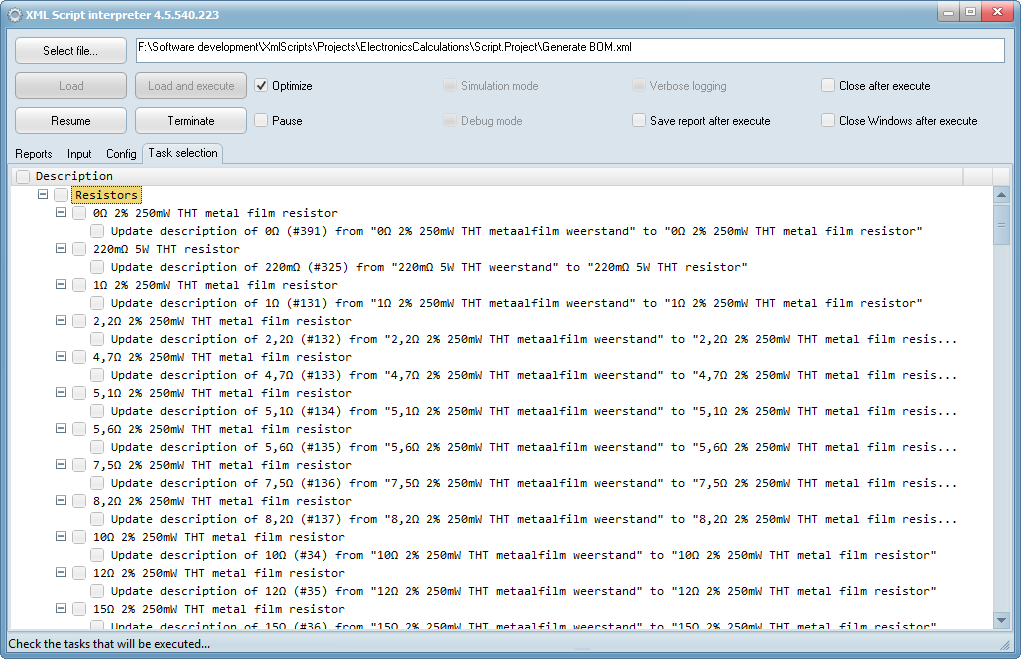 XML Script interpreter 4.5.540.223
Select file... F:\Software development\XmlScripts\Projects\ElectronicsCalculations\Script.Project\Generate BOM.xml
Load Load and execute Optimize Simulation mode Verbose logging Close after execute
Resume Terminate Pause Debug mode Save report after execute Close Windows after execute
Reports Input Config Task selection
Description
Resistors
0Ω 2% 250mW THT metal film resistor
Update description of 0Ω (#391) from "0Ω 2% 250mW THT metaalfilm weerstand" to "0Ω 2% 250mW THT metal film resistor"
220mΩ 5W THT resistor
Update description of 220mΩ (#325) from "220mΩ 5W THT weerstand" to "220mΩ 5W THT resistor"
1Ω 2% 250mW THT metal film resistor
Update description of 1Ω (#131) from "1Ω 2% 250mW THT metaalfilm weerstand" to "1Ω 2% 250mW THT metal film resistor"
2,2Ω 2% 250mW THT metal film resistor
Update description of 2,2Ω (#132) from "2,2Ω 2% 250mW THT metaalfilm weerstand" to "2,2Ω 2% 250mW THT metal film resis...
4,7Ω 2% 250mW THT metal film resistor
Update description of 4,7Ω (#133) from "4,7Ω 2% 250mW THT metaalfilm weerstand" to "4,7Ω 2% 250mW THT metal film resis...
5,1Ω 2% 250mW THT metal film resistor
Update description of 5,1Ω (#134) from "5,1Ω 2% 250mW THT metaalfilm weerstand" to "5,1Ω 2% 250mW THT metal film resis...
5,6Ω 2% 250mW THT metal film resistor
Update description of 5,6Ω (#135) from "5,6Ω 2% 250mW THT metaalfilm weerstand" to "5,6Ω 2% 250mW THT metal film resis...
7,5Ω 2% 250mW THT metal film resistor
Update description of 7,5Ω (#136) from "7,5Ω 2% 250mW THT metaalfilm weerstand" to "7,5Ω 2% 250mW THT metal film resis...
8,2Ω 2% 250mW THT metal film resistor
Update description of 8,2Ω (#137) from "8,2Ω 2% 250mW THT metaalfilm weerstand" to "8,2Ω 2% 250mW THT metal film resis...
10Ω 2% 250mW THT metal film resistor
Update description of 10Ω (#34) from "10Ω 2% 250mW THT metaalfilm weerstand" to "10Ω 2% 250mW THT metal film resistor"
12Ω 2% 250mW THT metal film resistor
Update description of 12Ω (#35) from "12Ω 2% 250mW THT metaalfilm weerstand" to "12Ω 2% 250mW THT metal film resistor"
15Ω 2% 250mW THT metal film resistor
Update description of 15Ω (#36) from "15Ω 2% 250mW THT metaalfilm weerstand" to "15Ω 2% 250mW THT metal film resistor"
Check the tasks that will be executed...